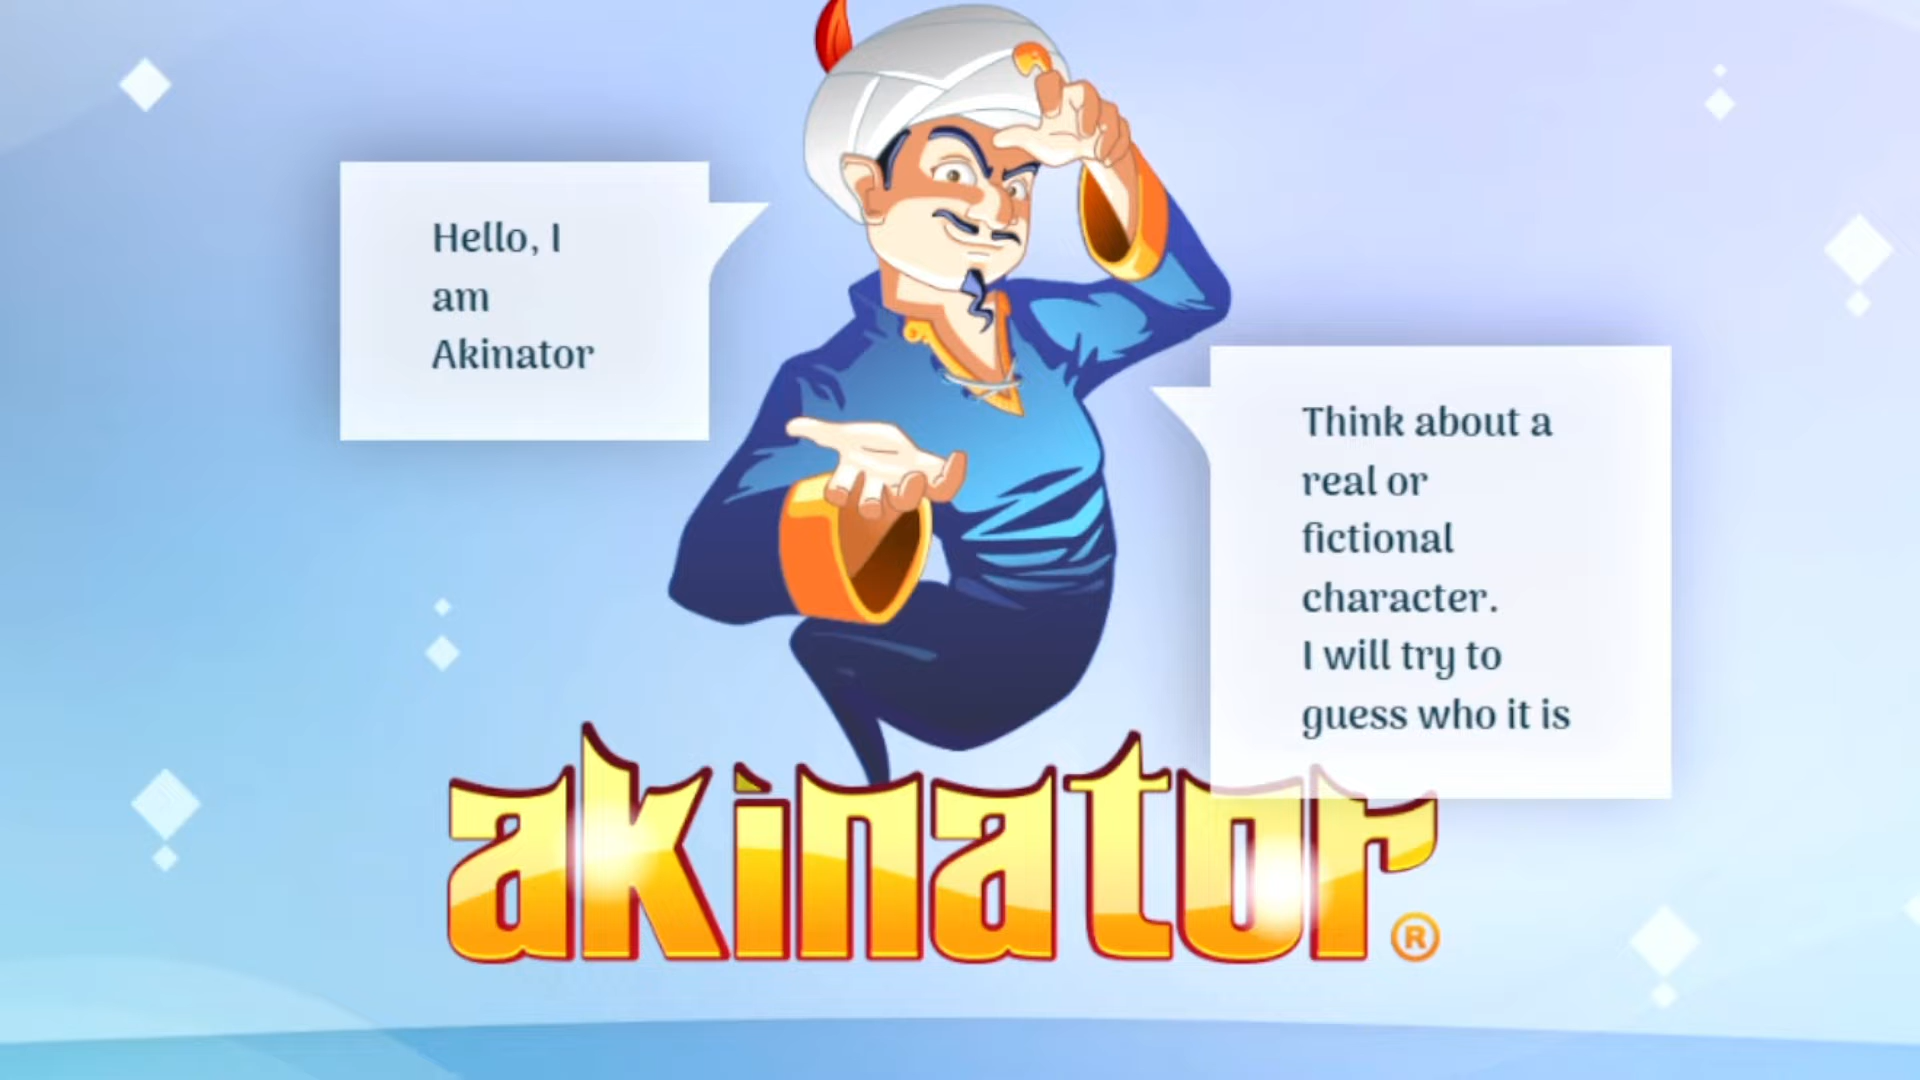 Hello, I
am
Akinator
Think about a
real or
fictional
character.
I will try to
guess who it is
akinator®